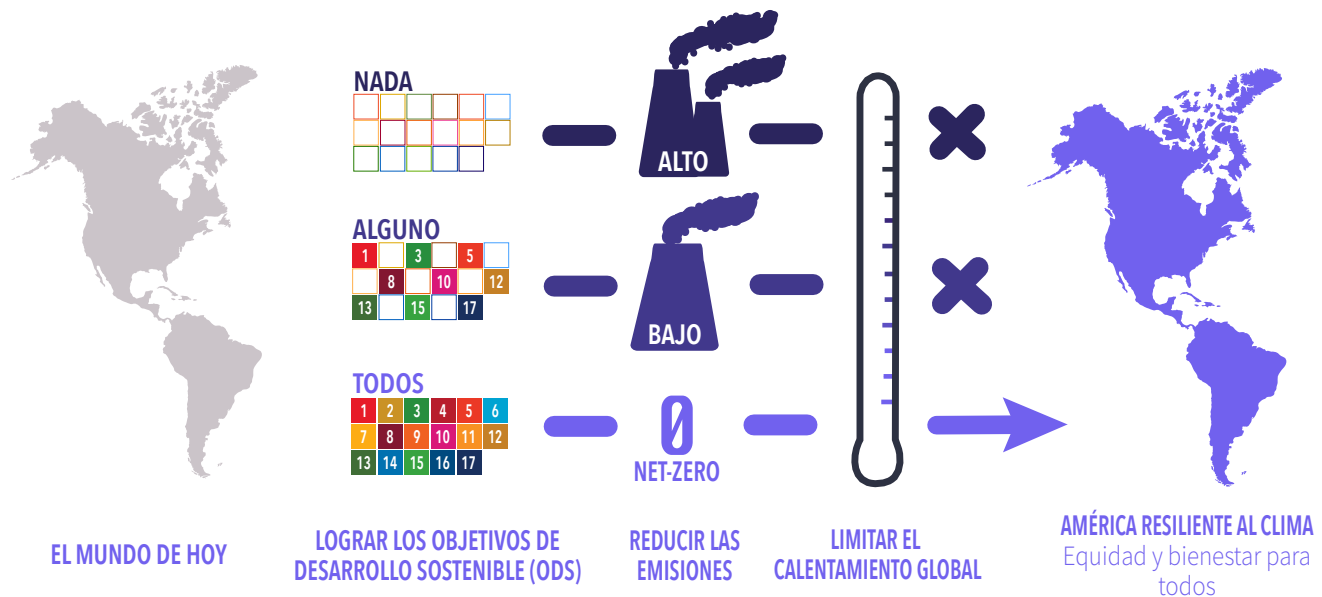 NADA
ALTO
ALGUNO
1 3 5
8 10 12
13 15 17
BAJO
TODOS
1 2 3 4 5 6
7 8 9 10 11 12
13 14 15 16 17
0
NET-ZERO
EL MUNDO DE HOY
LOGRAR LOS OBJETIVOS DE
DESARROLLO SOSTENIBLE (ODS)
REDUCIR LAS
EMISIONES
LIMITAR EL
CALENTAMIENTO GLOBAL
AMÉRICA RESILIENTE AL CLIMA
Equidad y bienestar para
todos